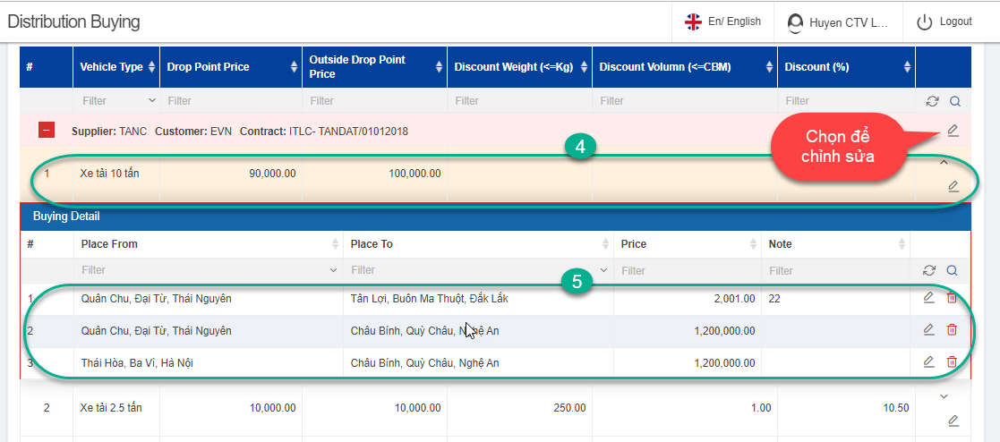 Distribution Buying
En/ English
Huyen CTV L...
Logout
# Vehicle Type Drop Point Price Outside Drop Point Price Discount Weight (<=Kg) Discount Volumn (<=CBM) Discount (%)
Filter Filter Filter Filter Filter Filter
Supplier: TANC Customer: EVN Contract: ITLC- TANDAT/01012018
Chọn để
chỉnh sửa
4
1 Xe tải 10 tấn 90,000.00 100,000.00
Buying Detail
# Place From Place To Price Note
Filter Filter Filter Filter
5
1 Quân Chu, Đại Từ, Thái Nguyên Tân Lợi, Buôn Ma Thuột, Đắk Lắk 2,001.00 22
2 Quân Chu, Đại Từ, Thái Nguyên Châu Bính, Quỳ Châu, Nghệ An 1,200,000.00
3 Thái Hòa, Ba Vì, Hà Nội Châu Bính, Quỳ Châu, Nghệ An 1,200,000.00
2 Xe tải 2.5 tấn 10,000.00 10,000.00 250.00 1.00 10.50